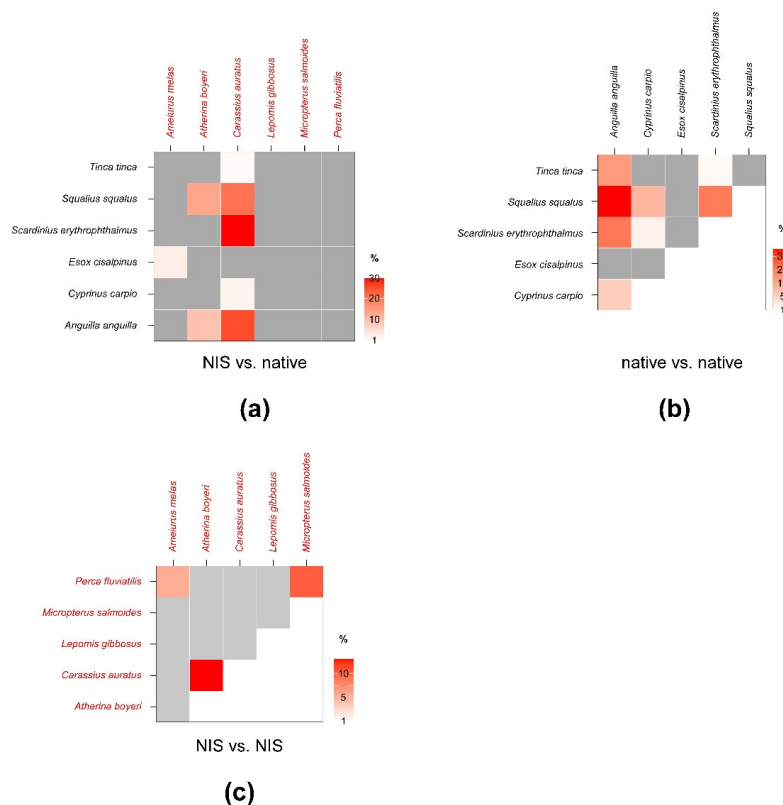 Ameiurus melas
Atherina boyeri
Carassius auratus
Lepomis gibbosus
Micropterus salmoides
Perca fluviatilis
Tinca tinca
Squalius squalus
Scardinius erythrophthalmus
Esox cisalpinus
Cyprinus carpio
Anguilla anguilla
%
30
20
10
1
NIS vs. native
(a)
Anguilla anguilla
Cyprinus carpio
Esox cisalpinus
Scardinius erythrophthalmus
Squalius squalus
Tinca tinca
Squalius squalus
Scardinius erythrophthalmus
Esox cisalpinus
Cyprinus carpio
native vs. native
(b)
Ameiurus melas
Atherina boyeri
Carassius auratus
Lepomis gibbosus
Micropterus salmoides
Perca fluviatilis
Micropterus salmoides
Lepomis gibbosus
Carassius auratus
Atherina boyeri
%
10
5
1
NIS vs. NIS
(c)